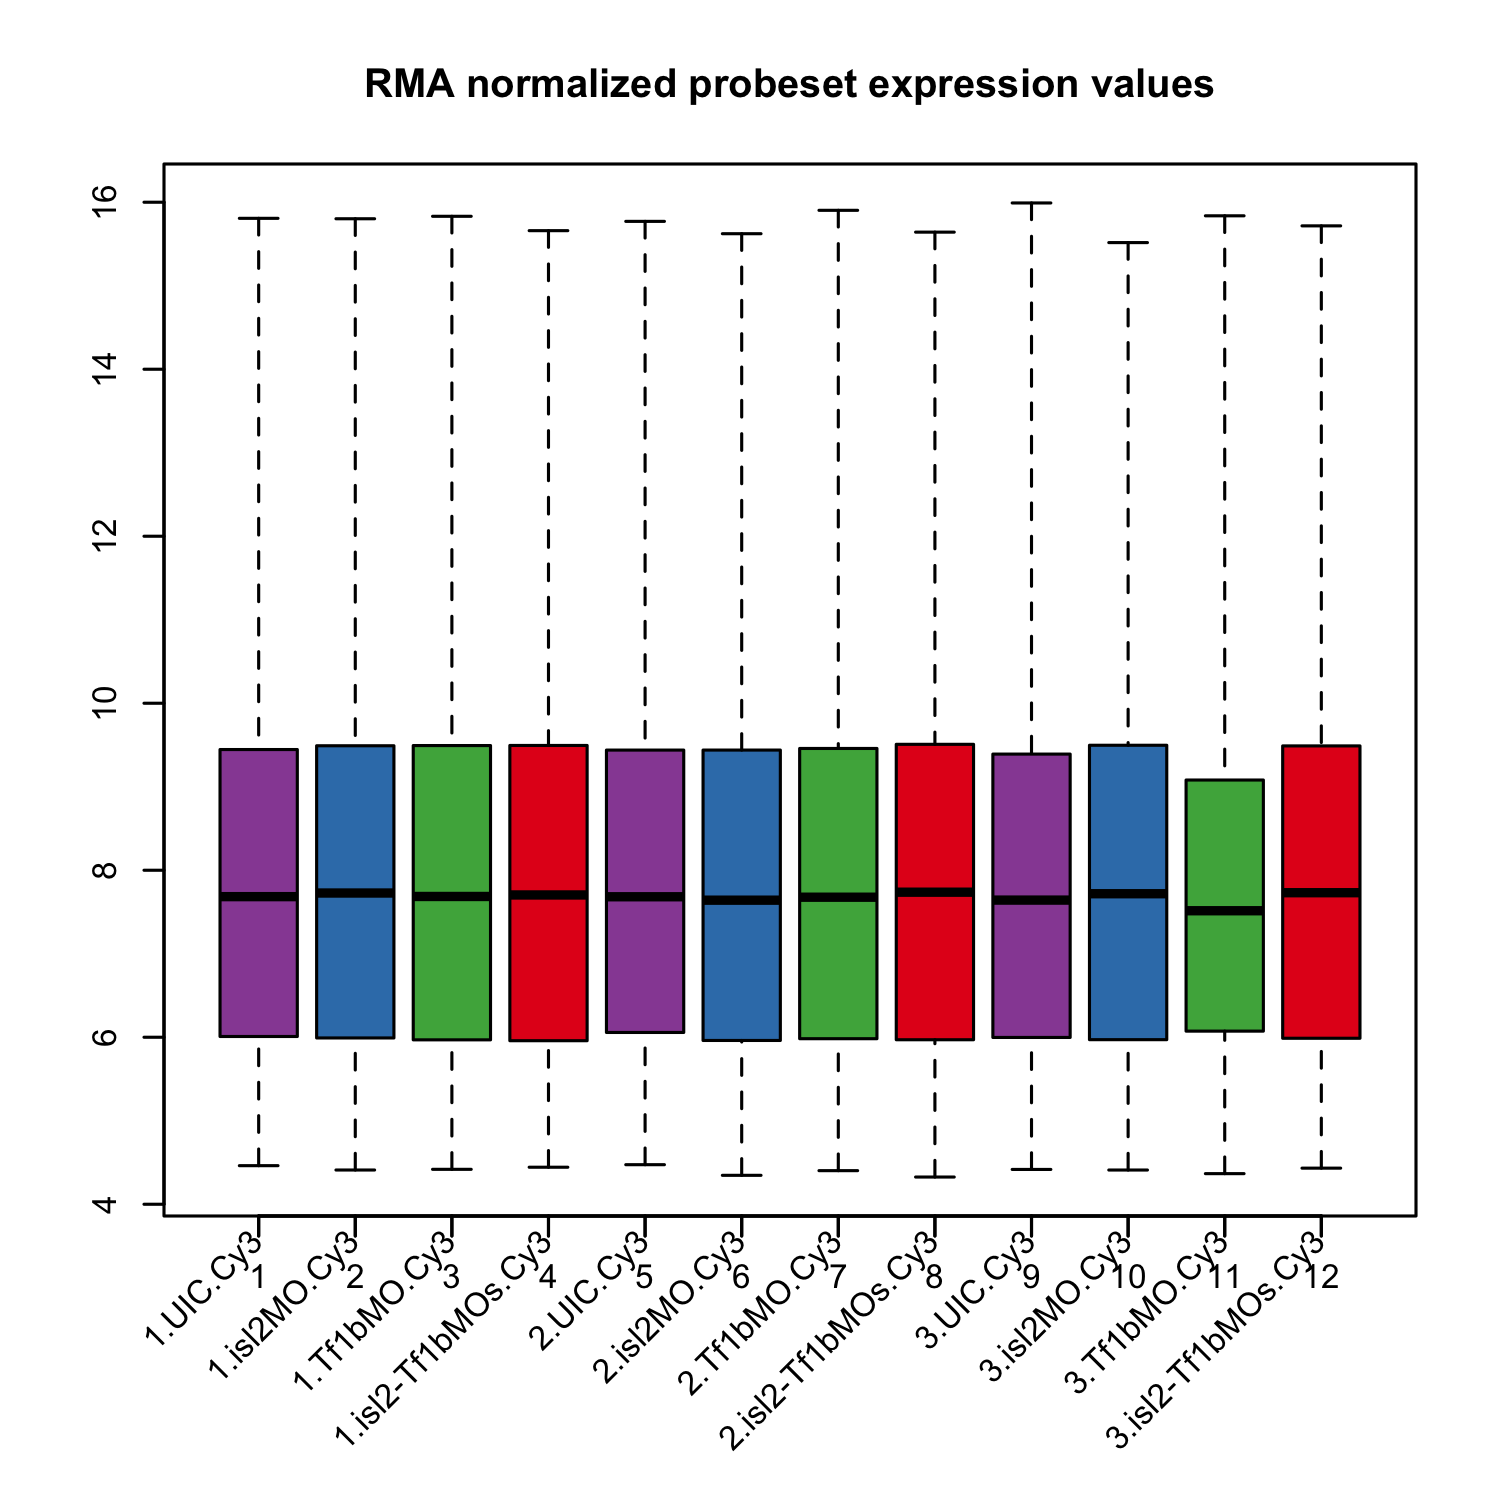 RMA normalized probeset expression values
16
14
12
10
8
6
4
1 2 3 4 5 6 7 8 9 10 11 12
1.UIC.Cy3
1.isl2MO.Cy3
1.Tf1bMO.Cy3
1.isl2-Tf1bMOs.Cy3
2.UIC.Cy3
2.isl2MO.Cy3
2.Tf1bMO.Cy3
2.isl2-Tf1bMOs.Cy3
3.UIC.Cy3
3.isl2MO.Cy3
3.Tf1bMO.Cy3
3.isl2-Tf1bMOs.Cy3